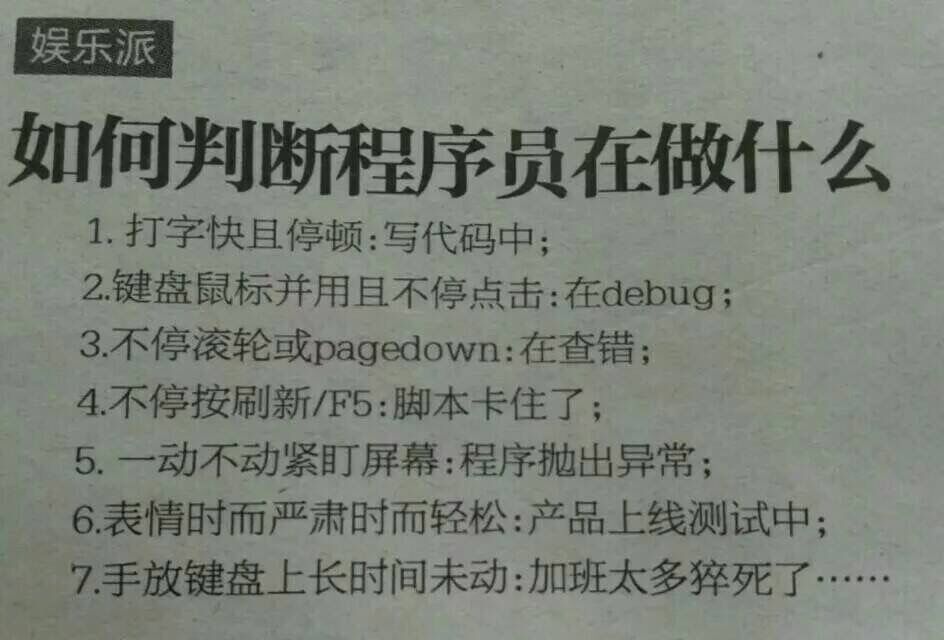 娱乐派
如何判断程序员在做什么
1. 打字快且停顿:写代码中;
2.键盘鼠标并用且不停点击:在debug;
3.不停滚轮或pagedown:在查错;
4.不停按刷新/F5:脚本卡住了;
5. 一动不动紧盯屏幕:程序抛出异常;
6.表情时而严肃时而轻松:产品上线测试中;
7.手放键盘上长时间未动:加班太多猝死了……